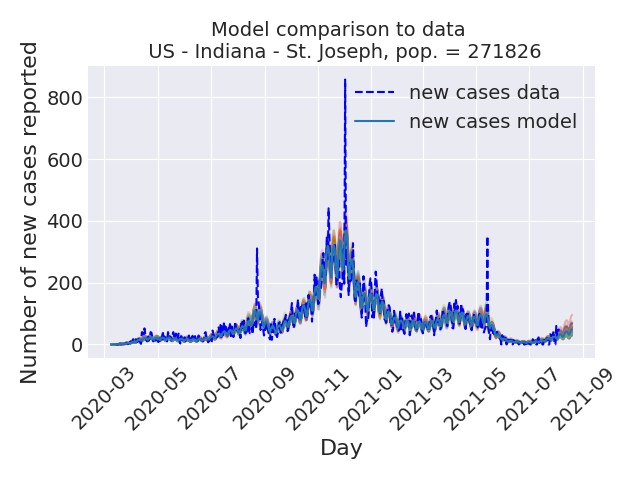 Model comparison to data
US - Indiana - St. Joseph, pop. = 271826
Number of new cases reported
800
600
400
200
0
new cases data
new cases model
2020-03
2020-05
2020-07
2020-09
2020-11
2021-01
2021-03
2021-05
2021-07
2021-09
Day